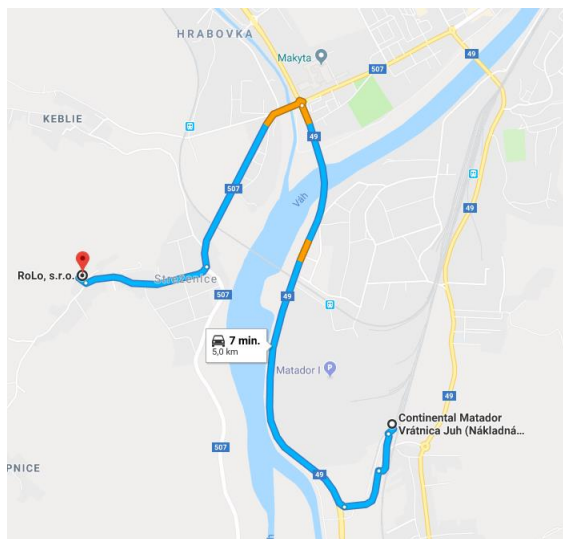 HRABOVKA
Makyta
49
507
KEBLIE
49
507
Váh
49
RoLo, s.r.o.
Streženice
507
49
7 min.
5,0 km
Matador I
P
49
Continental Matador
Vrátnica Juh (Nákladná...
507
PNICE
49